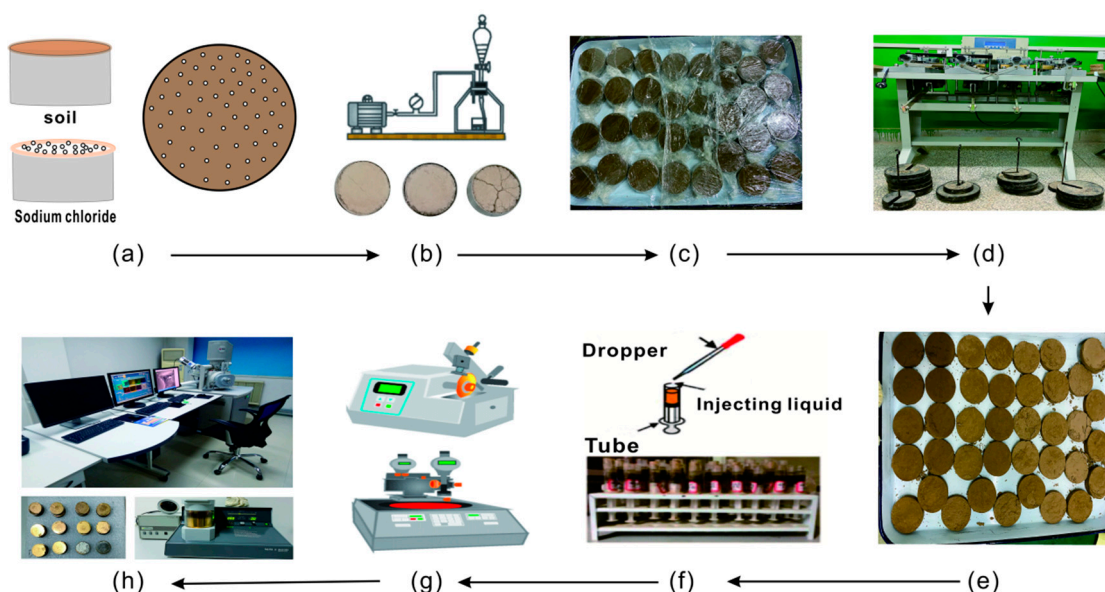 soil
Sodium chloride
(a)
(b)
(c)
(d)
Dropper
Injecting liquid
Tube
(h)
(g)
(f)
(e)